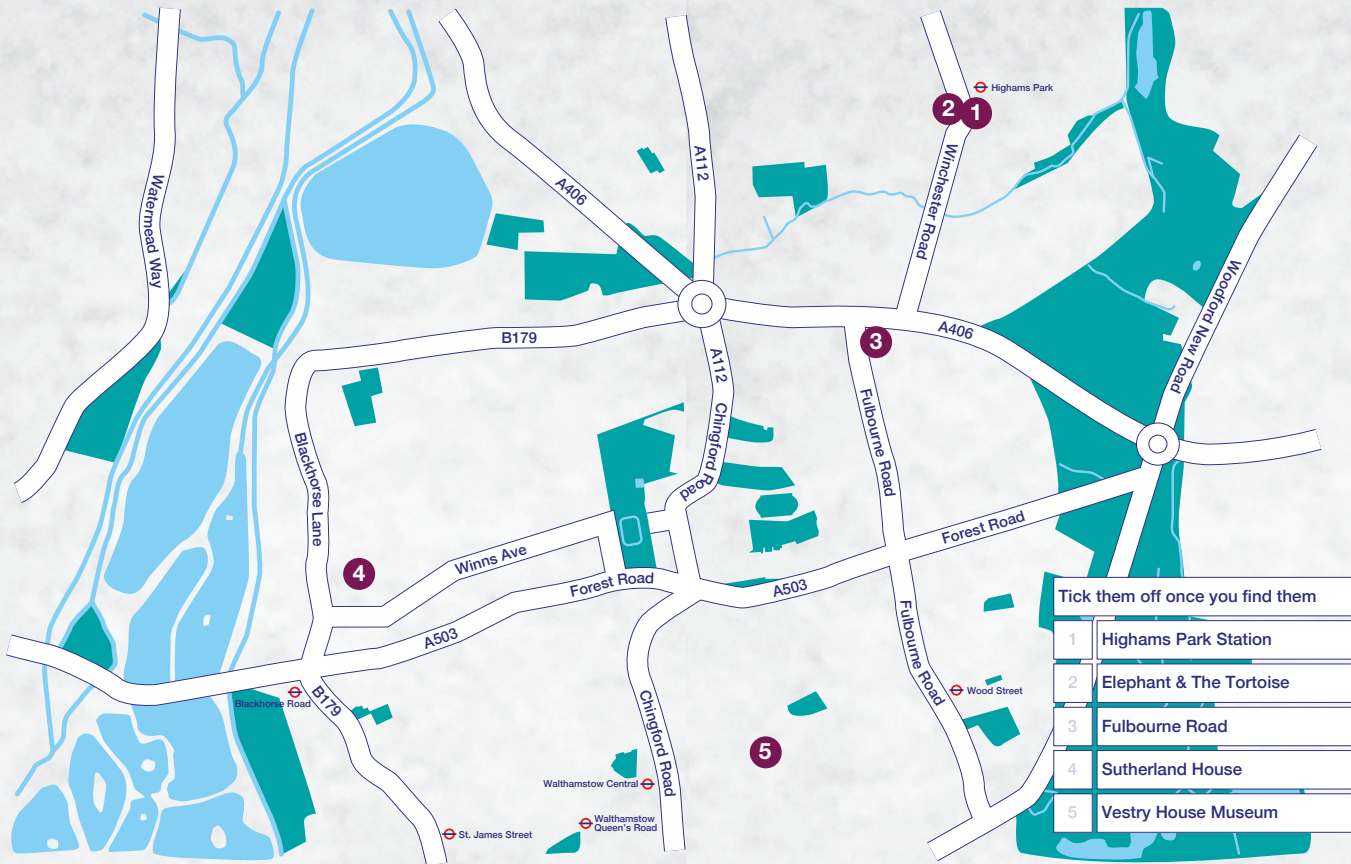 Higham​s Park
2
1
Winchester Road
A112
A406
Watermead Way
Woodford New Road
B179
A406
3
A112
Chingford Road
Fulbourne Road
Blackhorse Lane
Forest Road
4
Winns Ave
Forest Road
A503
A503
Fulbourne Road
Blackhorse Road
B179
Wood Street
Chingford Road
5
Walthamstow Central
Walthamstow
Queen's Road
St. James Street
Tick them off once you find them
1 Highams Park Station
2 Elephant & The Tortoise
3 Fulbourne Road
4 Sutherland House
5 Vestry House Museum